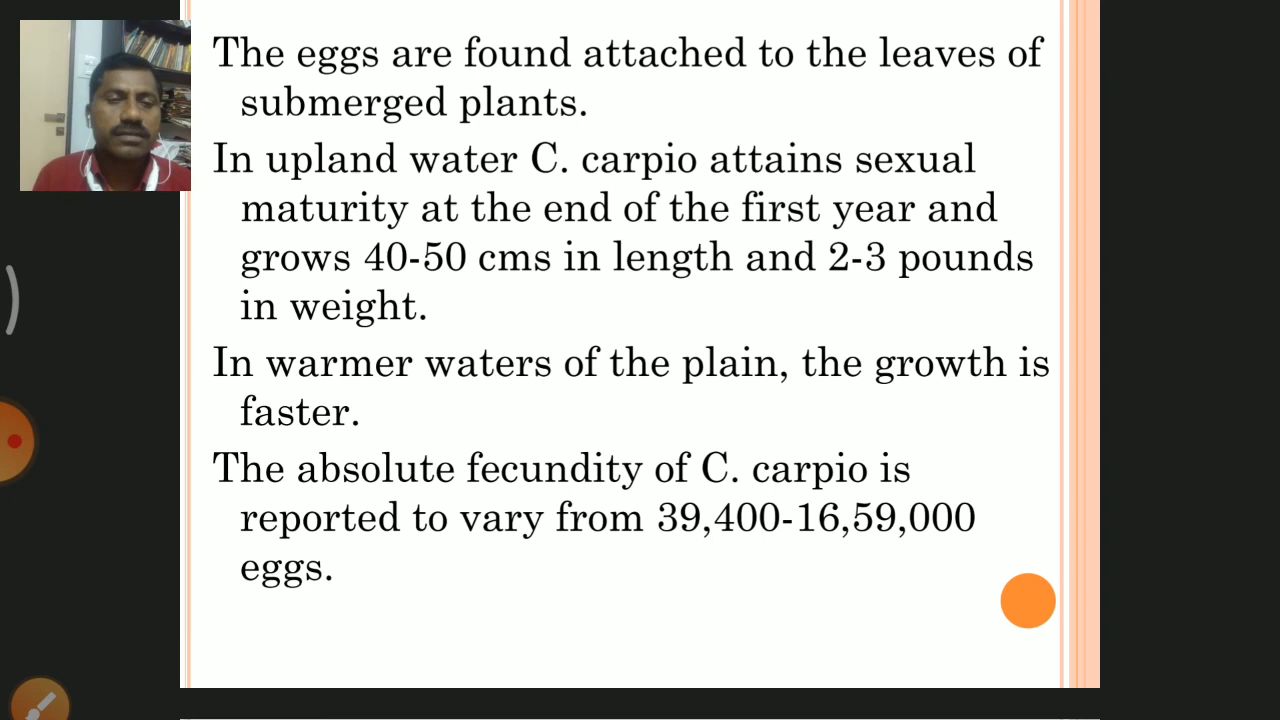 The eggs are found attached to the leaves of
submerged plants.
In upland water C. carpio attains sexual
maturity at the end of the first year and
grows 40-50 cms in length and 2-3 pounds
in weight.
In warmer waters of the plain, the growth is
faster.
The absolute fecundity of C. carpio is
reported to vary from 39,400-16,59,000
eggs.